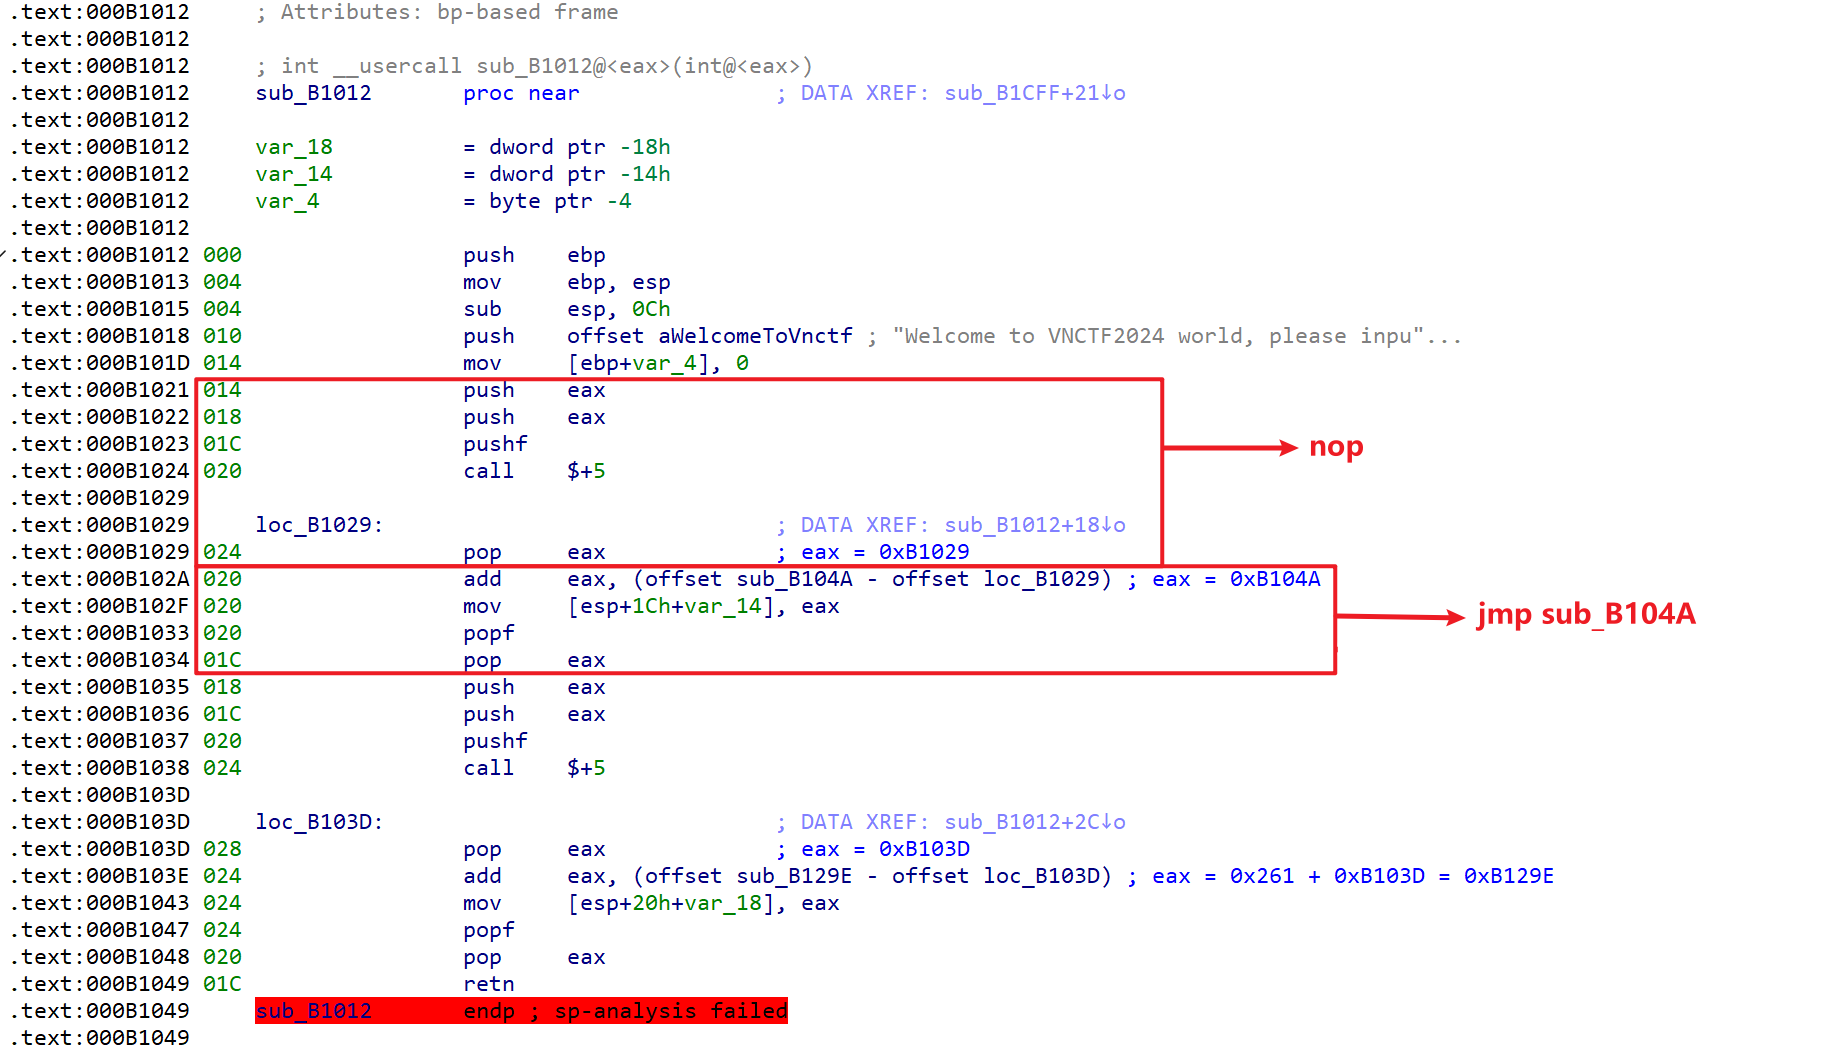 .text:000B1012 ; Attributes: bp-based frame
.text:000B1012
.text:000B1012 ; int __usercall sub_B1012@<eax>(int@<eax>)
.text:000B1012 sub_B1012 proc near ; DATA XREF: sub_B1CFF+21↓o
.text:000B1012
.text:000B1012 var_18 = dword ptr -18h
.text:000B1012 var_14 = dword ptr -14h
.text:000B1012 var_4 = byte ptr -4
.text:000B1012
.text:000B1012 000 push ebp
.text:000B1013 004 mov ebp, esp
.text:000B1015 004 sub esp, 0Ch
.text:000B1018 010 push offset aWelcomeToVnctf ; "Welcome to VNCTF2024 world, please inpu"...
.text:000B101D 014 mov [ebp+var_4], 0
.text:000B1021 014 push eax
.text:000B1022 018 push eax
.text:000B1023 01C pushf
nop
.text:000B1024 020 call $+5
.text:000B1029
.text:000B1029 loc_B1029: ; DATA XREF: sub_B1012+18↓o
.text:000B1029 024 pop eax ; eax = 0xB1029
.text:000B102A 020 add eax, (offset sub_B104A - offset loc_B1029) ; eax = 0xB104A
.text:000B102F 020 mov [esp+1Ch+var_14], eax
jmp sub_B104A
.text:000B1033 020 popf
.text:000B1034 01C pop eax
.text:000B1035 018 push eax
.text:000B1036 01C push eax
.text:000B1037 020 pushf
.text:000B1038 024 call $+5
.text:000B103D
.text:000B103D loc_B103D: ; DATA XREF: sub_B1012+2C↓o
.text:000B103D 028 pop eax ; eax = 0xB103D
.text:000B103E 024 add eax, (offset sub_B129E - offset loc_B103D) ; eax = 0x261 + 0xB103D = 0xB129E
.text:000B1043 024 mov [esp+20h+var_18], eax
.text:000B1047 024 popf
.text:000B1048 020 pop eax
.text:000B1049 01C retn
.text:000B1049 sub_B1012 endp ; sp-analysis failed
.text:000B1049